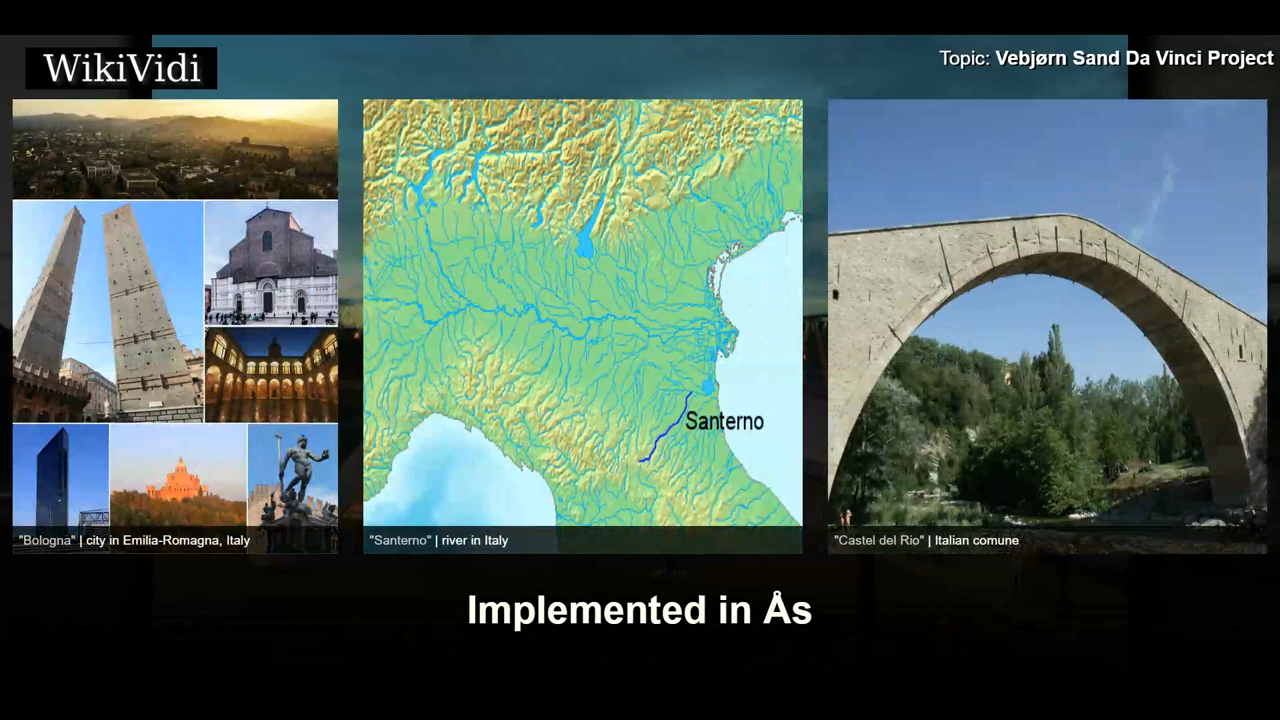 WikiVidi
Topic: Vebjørn Sand Da Vinci Project
Santerno
"Bologna" | city in Emilia-Romagna, Italy
"Santerno" | river in Italy
"Castel del Rio" | Italian comune
Implemented in Ås